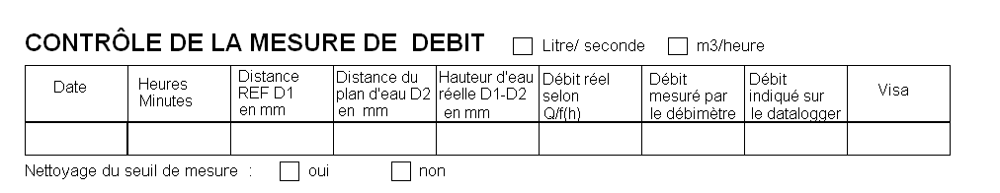 CONTRÔLE DE LA MESURE DE DEBIT Litre/ seconde m3/heure
Date
Heures
Minutes
Distance
REF D1
en mm
Distance du
plan d'eau D2
en mm
Hauteur d'eau
réelle D1-D2
en mm
Débit réel
selon
Q/f(h)
Débit
mesuré par
le débimètre
Débit
indiqué sur
le datalogger
Visa
Nettoyage du seuil de mesure : oui non